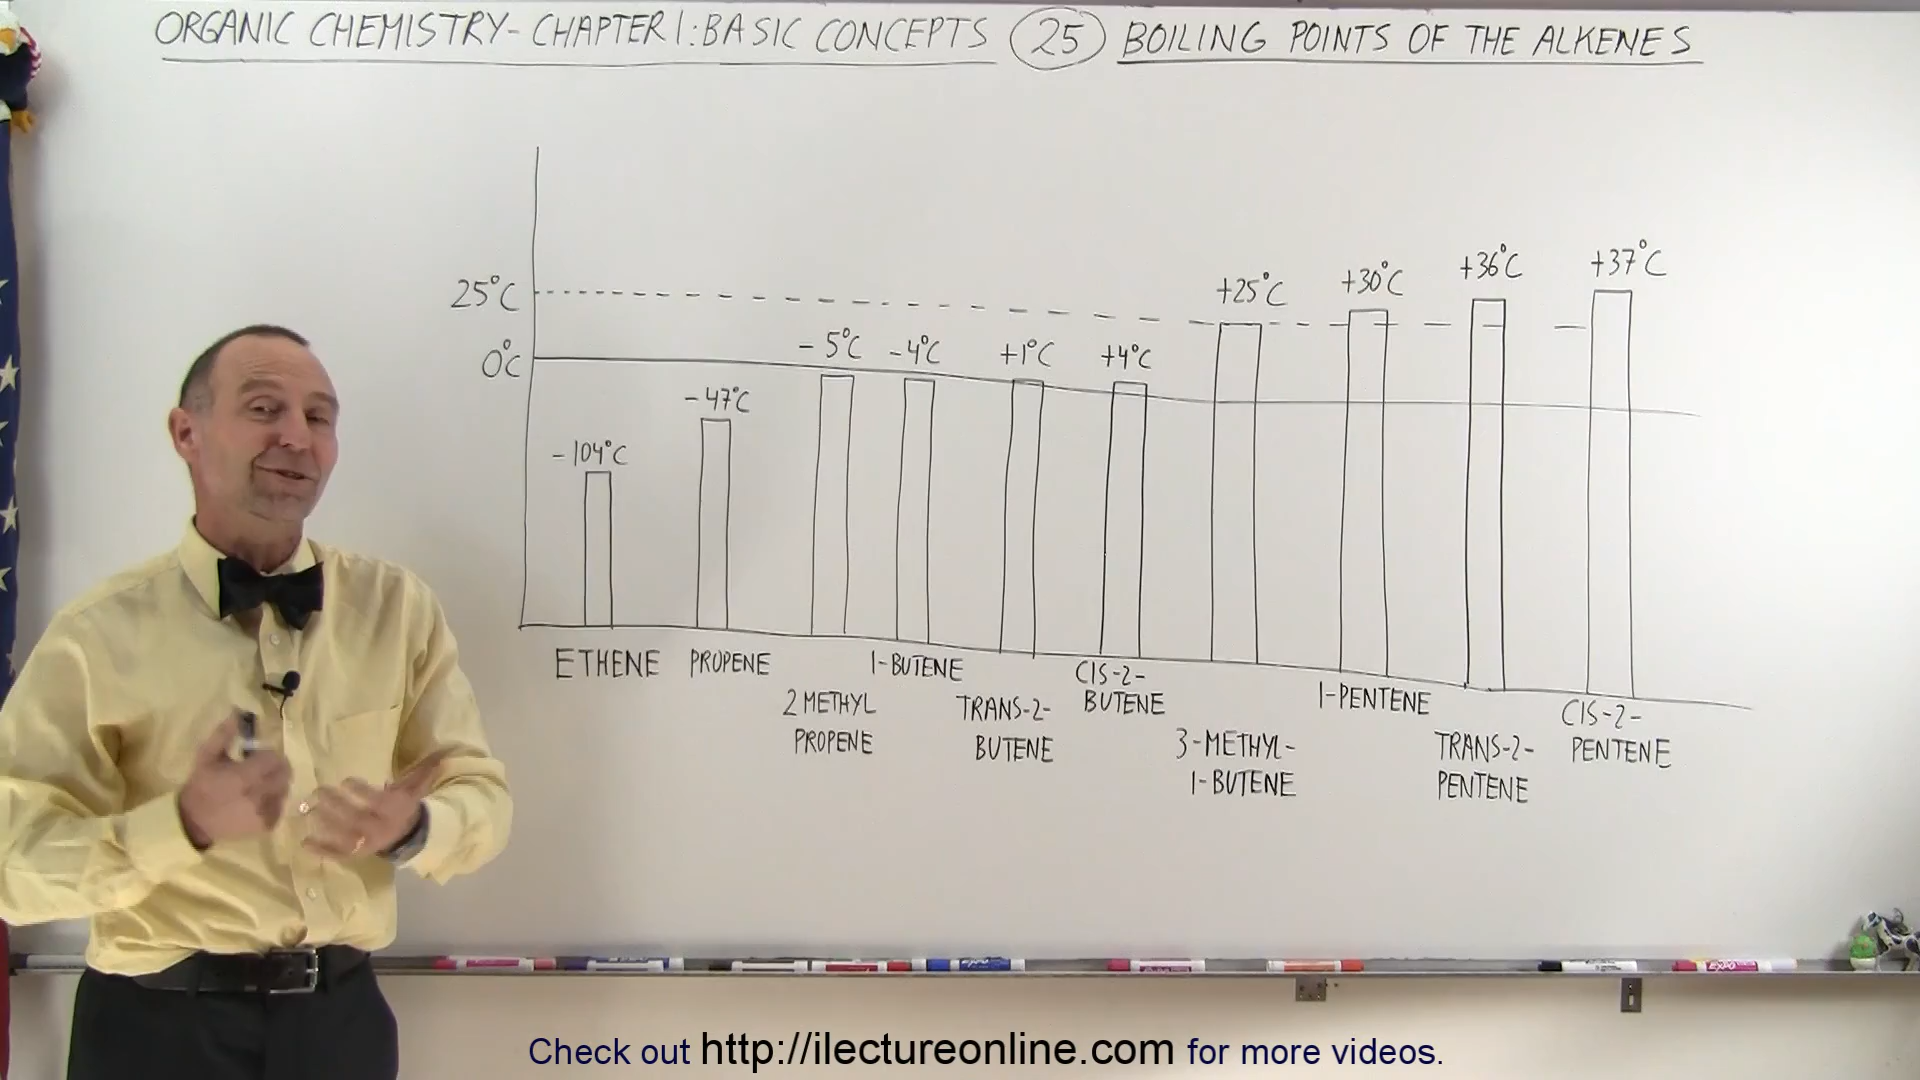 ORGANIC CHEMISTRY- CHAPTER 1: BASIC CONCEPTS 25 BOILING POINTS OF THE ALKENES
25°C
0°C
-104°C
-47°C
-5°C
-4°C
+1°C
+4°C
+25°C
+30°C
+36°C
+37°C
ETHENE
PROPENE
2 METHYL
PROPENE
1-BUTENE
TRANS-2-
BUTENE
CIS-2-
BUTENE
3-METHYL-
1-BUTENE
1-PENTENE
TRANS-2-
PENTENE
CIS-2-
PENTENE
EXPO
Check out http://ilectureonline.com for more videos.